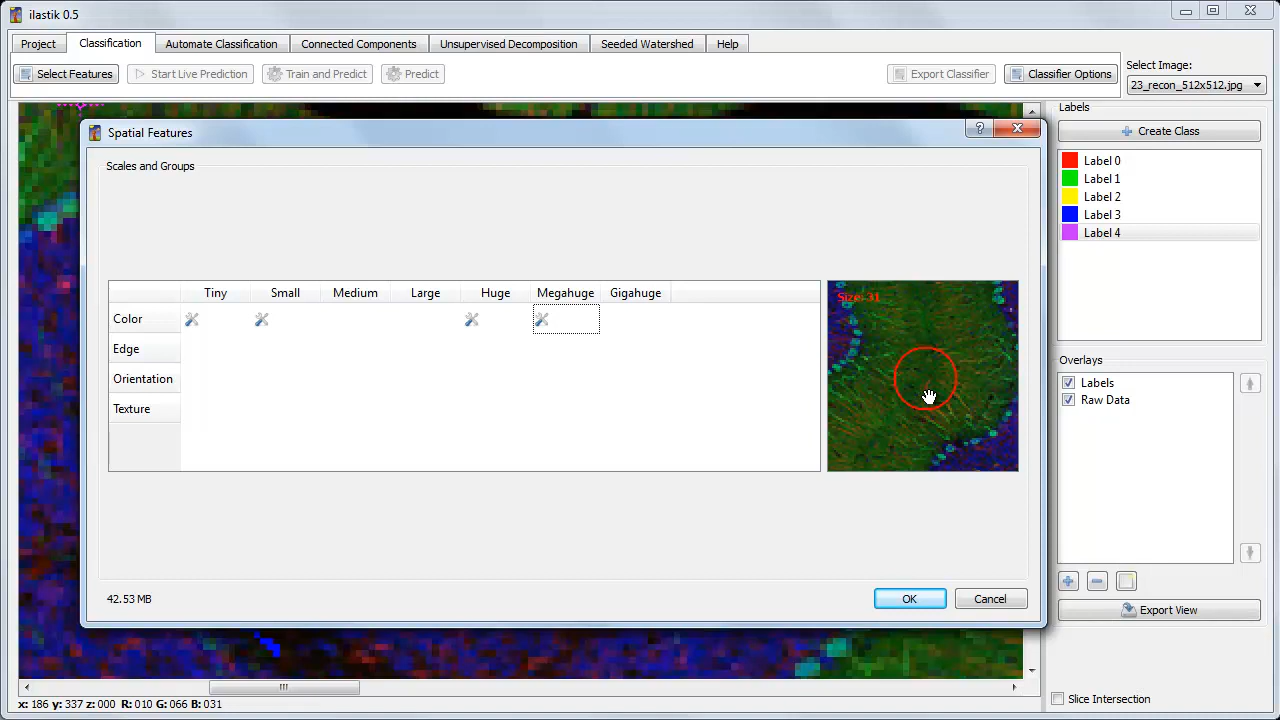 ilastik 0.5
Project Classification Automate Classification Connected Components Unsupervised Decomposition Seeded Watershed Help
Select Features Start Live Prediction Train and Predict Predict Export Classifier Classifier Options
Select Image:
23_recon_512x512.jpg
Labels
Create Class
Label 0
Label 1
Label 2
Label 3
Label 4
Overlays
Labels
Raw Data
Export View
Slice Intersection
Spatial Features
Scales and Groups
Tiny Small Medium Large Huge Megahuge Gigahuge
Color
Edge
Orientation
Texture
Size: 31
42.53 MB
OK Cancel
x: 186 y: 337 z:000 R: 010 G: 066 B: 031